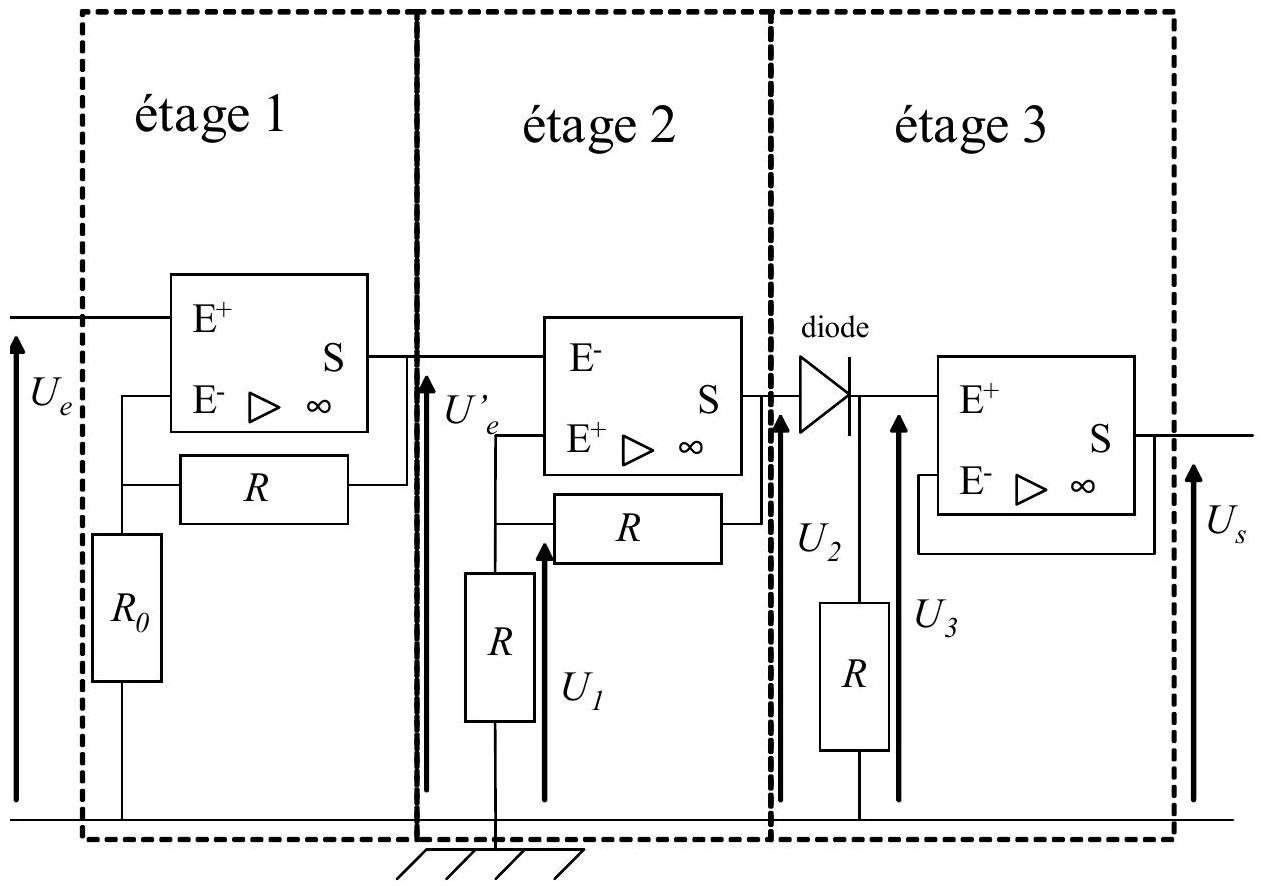 étage 1
étage 2
étage 3
diode
E+
S
E- ▷ ∞
R
R0
Ue
U'e
E-
S
E+ ▷ ∞
R
R
U1
U2
E+
S
E- ▷ ∞
R
U3
Us